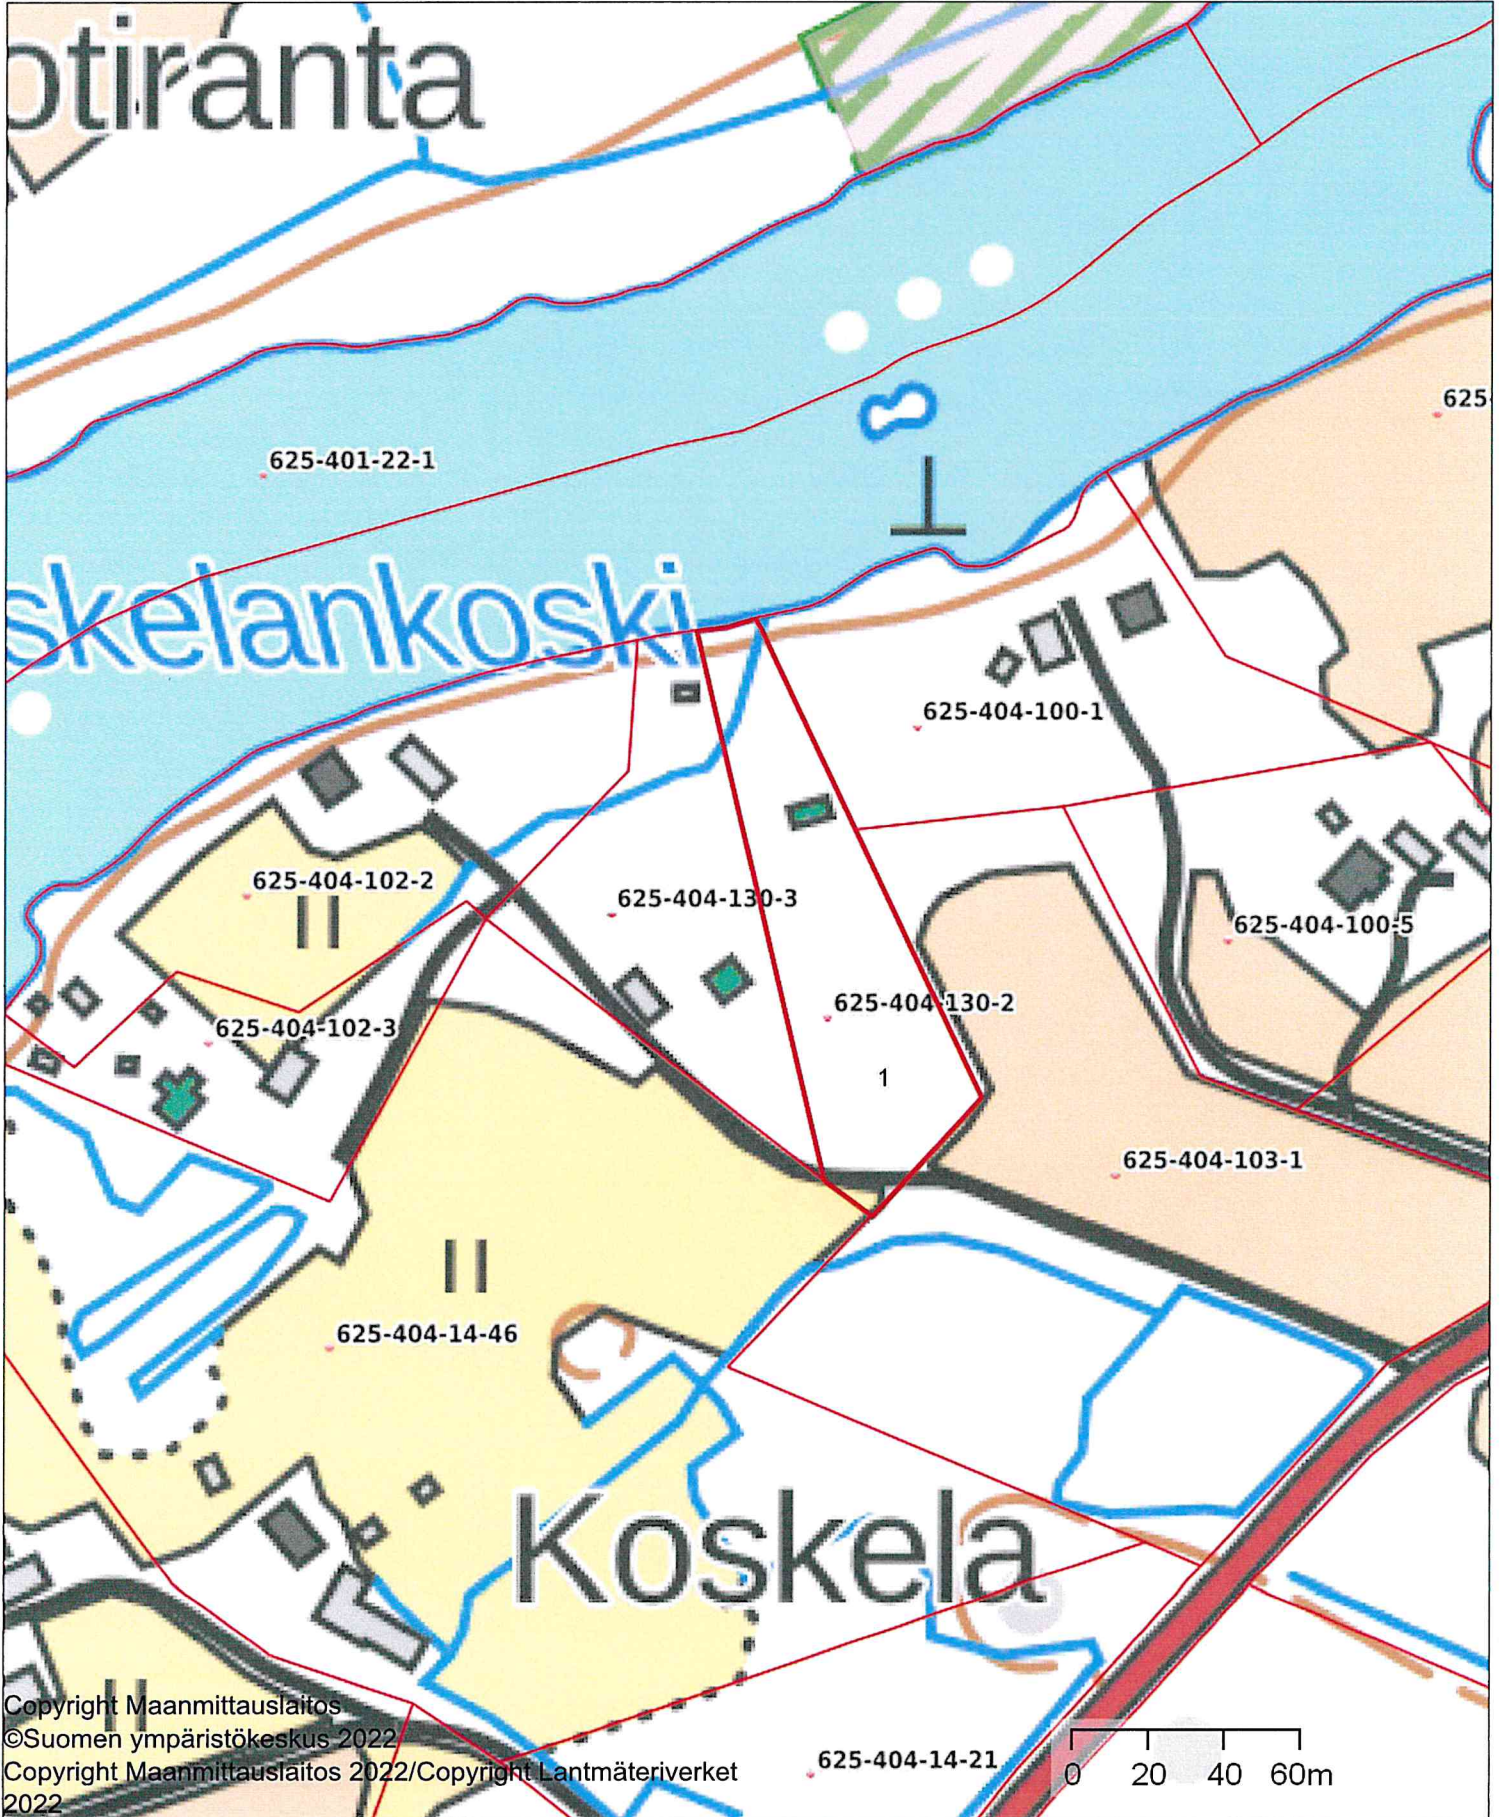 otiranta
625-401-22-1
625-
skelankoski
625-404-100-1
625-404-102-2
625-404-130-3
625-404-100-5
625-404-130-2
625-404-102-3
1
625-404-103-1
625-404-14-46
Koskela
Copyright Maanmittauslaitos
©Suomen ympäristökeskus 2022
Copyright Maanmittauslaitos 2022/Copyright Lantmäteriverket
2022
625-404-14-21
0 20 40 60m